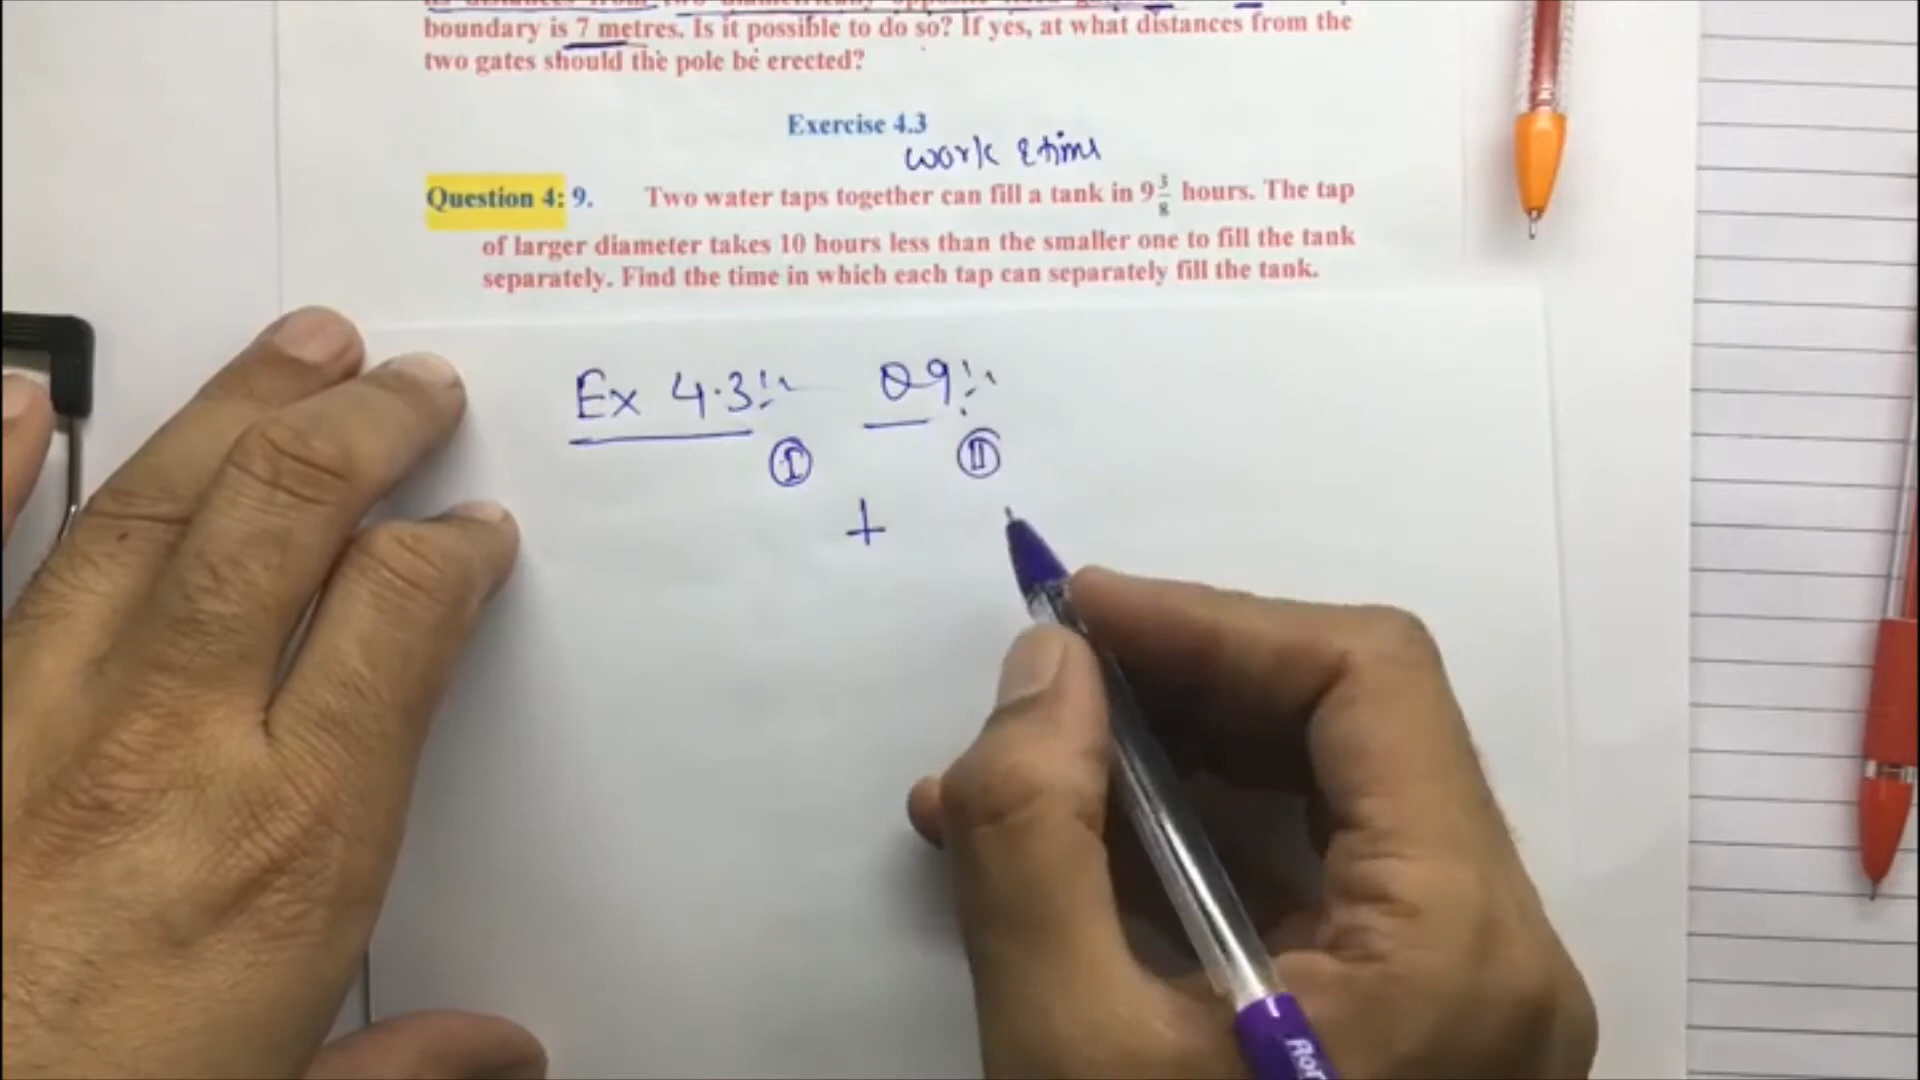 boundary is 7 metres. Is it possible to do so? If yes, at what distances from the
two gates should the pole be erected?
Exercise 4.3
work & time
Question 4: 9. Two water taps together can fill a tank in 9 3/8 hours. The tap
of larger diameter takes 10 hours less than the smaller one to fill the tank
separately. Find the time in which each tap can separately fill the tank.
Ex 4.3:- Q9:-
I II
+